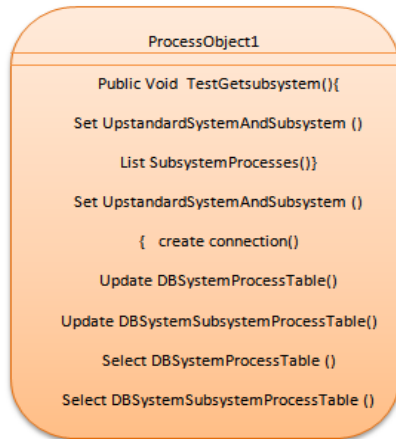 ProcessObject1
Public Void TestGetsubsystem(){
Set UpstandardSystemAndSubsystem ()
List SubsystemProcesses()}
Set UpstandardSystemAndSubsystem ()
{ create connection()
Update DBSystemProcessTable()
Update DBSystemSubsystemProcessTable()
Select DBSystemProcessTable ()
Select DBSystemSubsystemProcessTable ()